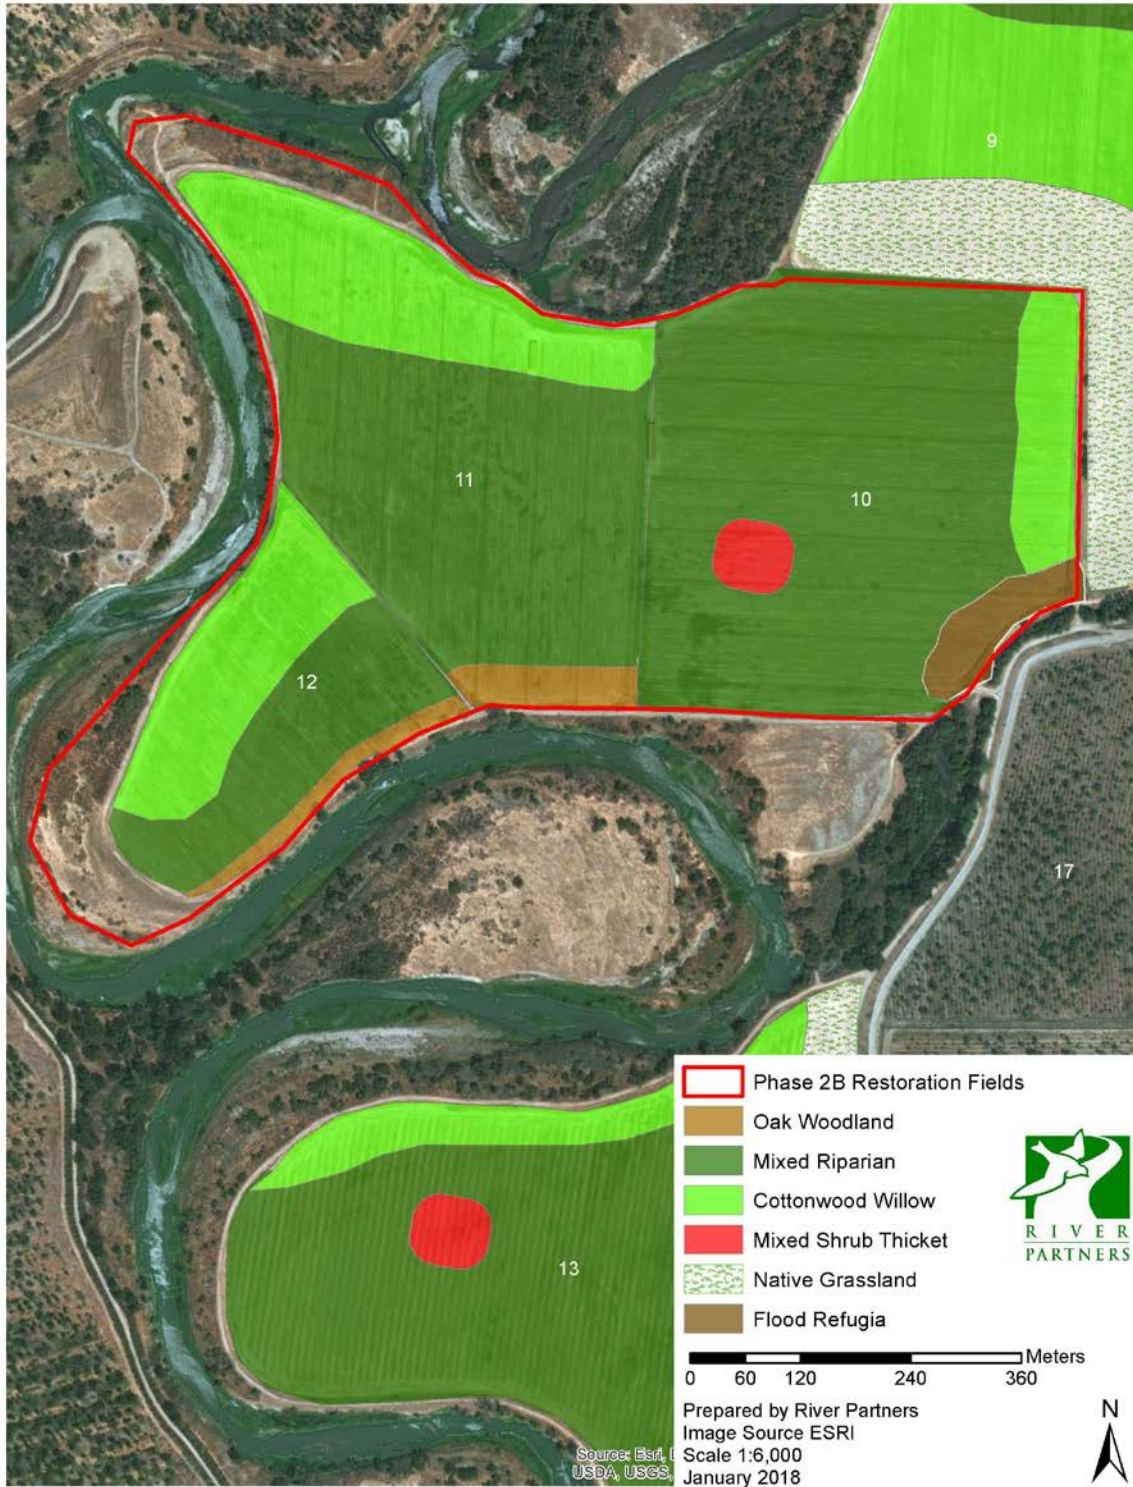 9
11
10
12
17
13
Phase 2B Restoration Fields
Oak Woodland
Mixed Riparian
Cottonwood Willow
Mixed Shrub Thicket
Native Grassland
Flood Refugia
RIVER
PARTNERS
Meters
0 60 120 240 360
Prepared by River Partners
Image Source ESRI
Scale 1:6,000
January 2018
N
Source: Esri,
USDA, USGS,